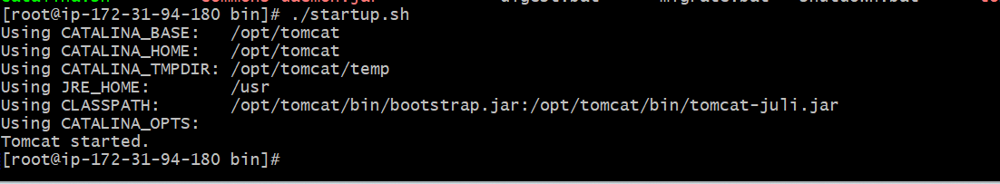 [root@ip-172-31-94-180 bin]# ./startup.sh
Using CATALINA_BASE:   /opt/tomcat
Using CATALINA_HOME:   /opt/tomcat
Using CATALINA_TMPDIR: /opt/tomcat/temp
Using JRE_HOME:        /usr
Using CLASSPATH:       /opt/tomcat/bin/bootstrap.jar:/opt/tomcat/bin/tomcat-juli.jar
Using CATALINA_OPTS:
Tomcat started.
[root@ip-172-31-94-180 bin]#